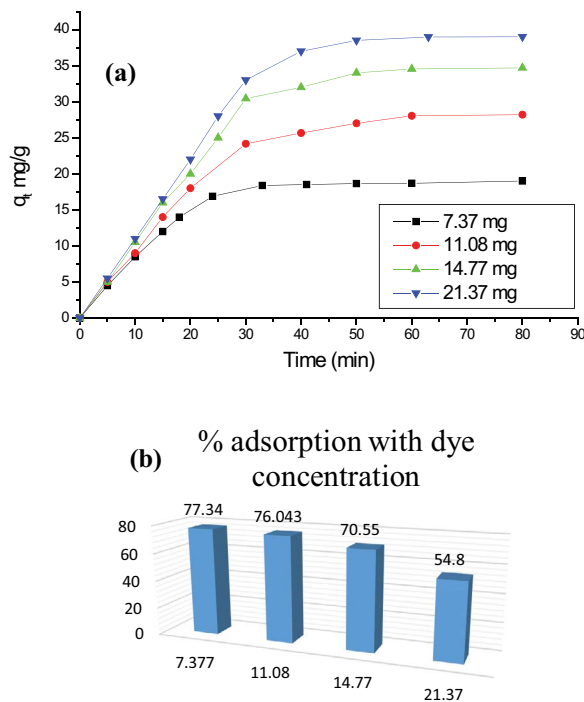 (a)
40
35
30
25
20
15
10
5
0
qt mg/g
7.37 mg
11.08 mg
14.77 mg
21.37 mg
0 10 20 30 40 50 60 70 80 90
Time (min)
(b) % adsorption with dye
concentration
77.34 76.043 70.55 54.8
80
60
40
20
0
7.377 11.08 14.77 21.37